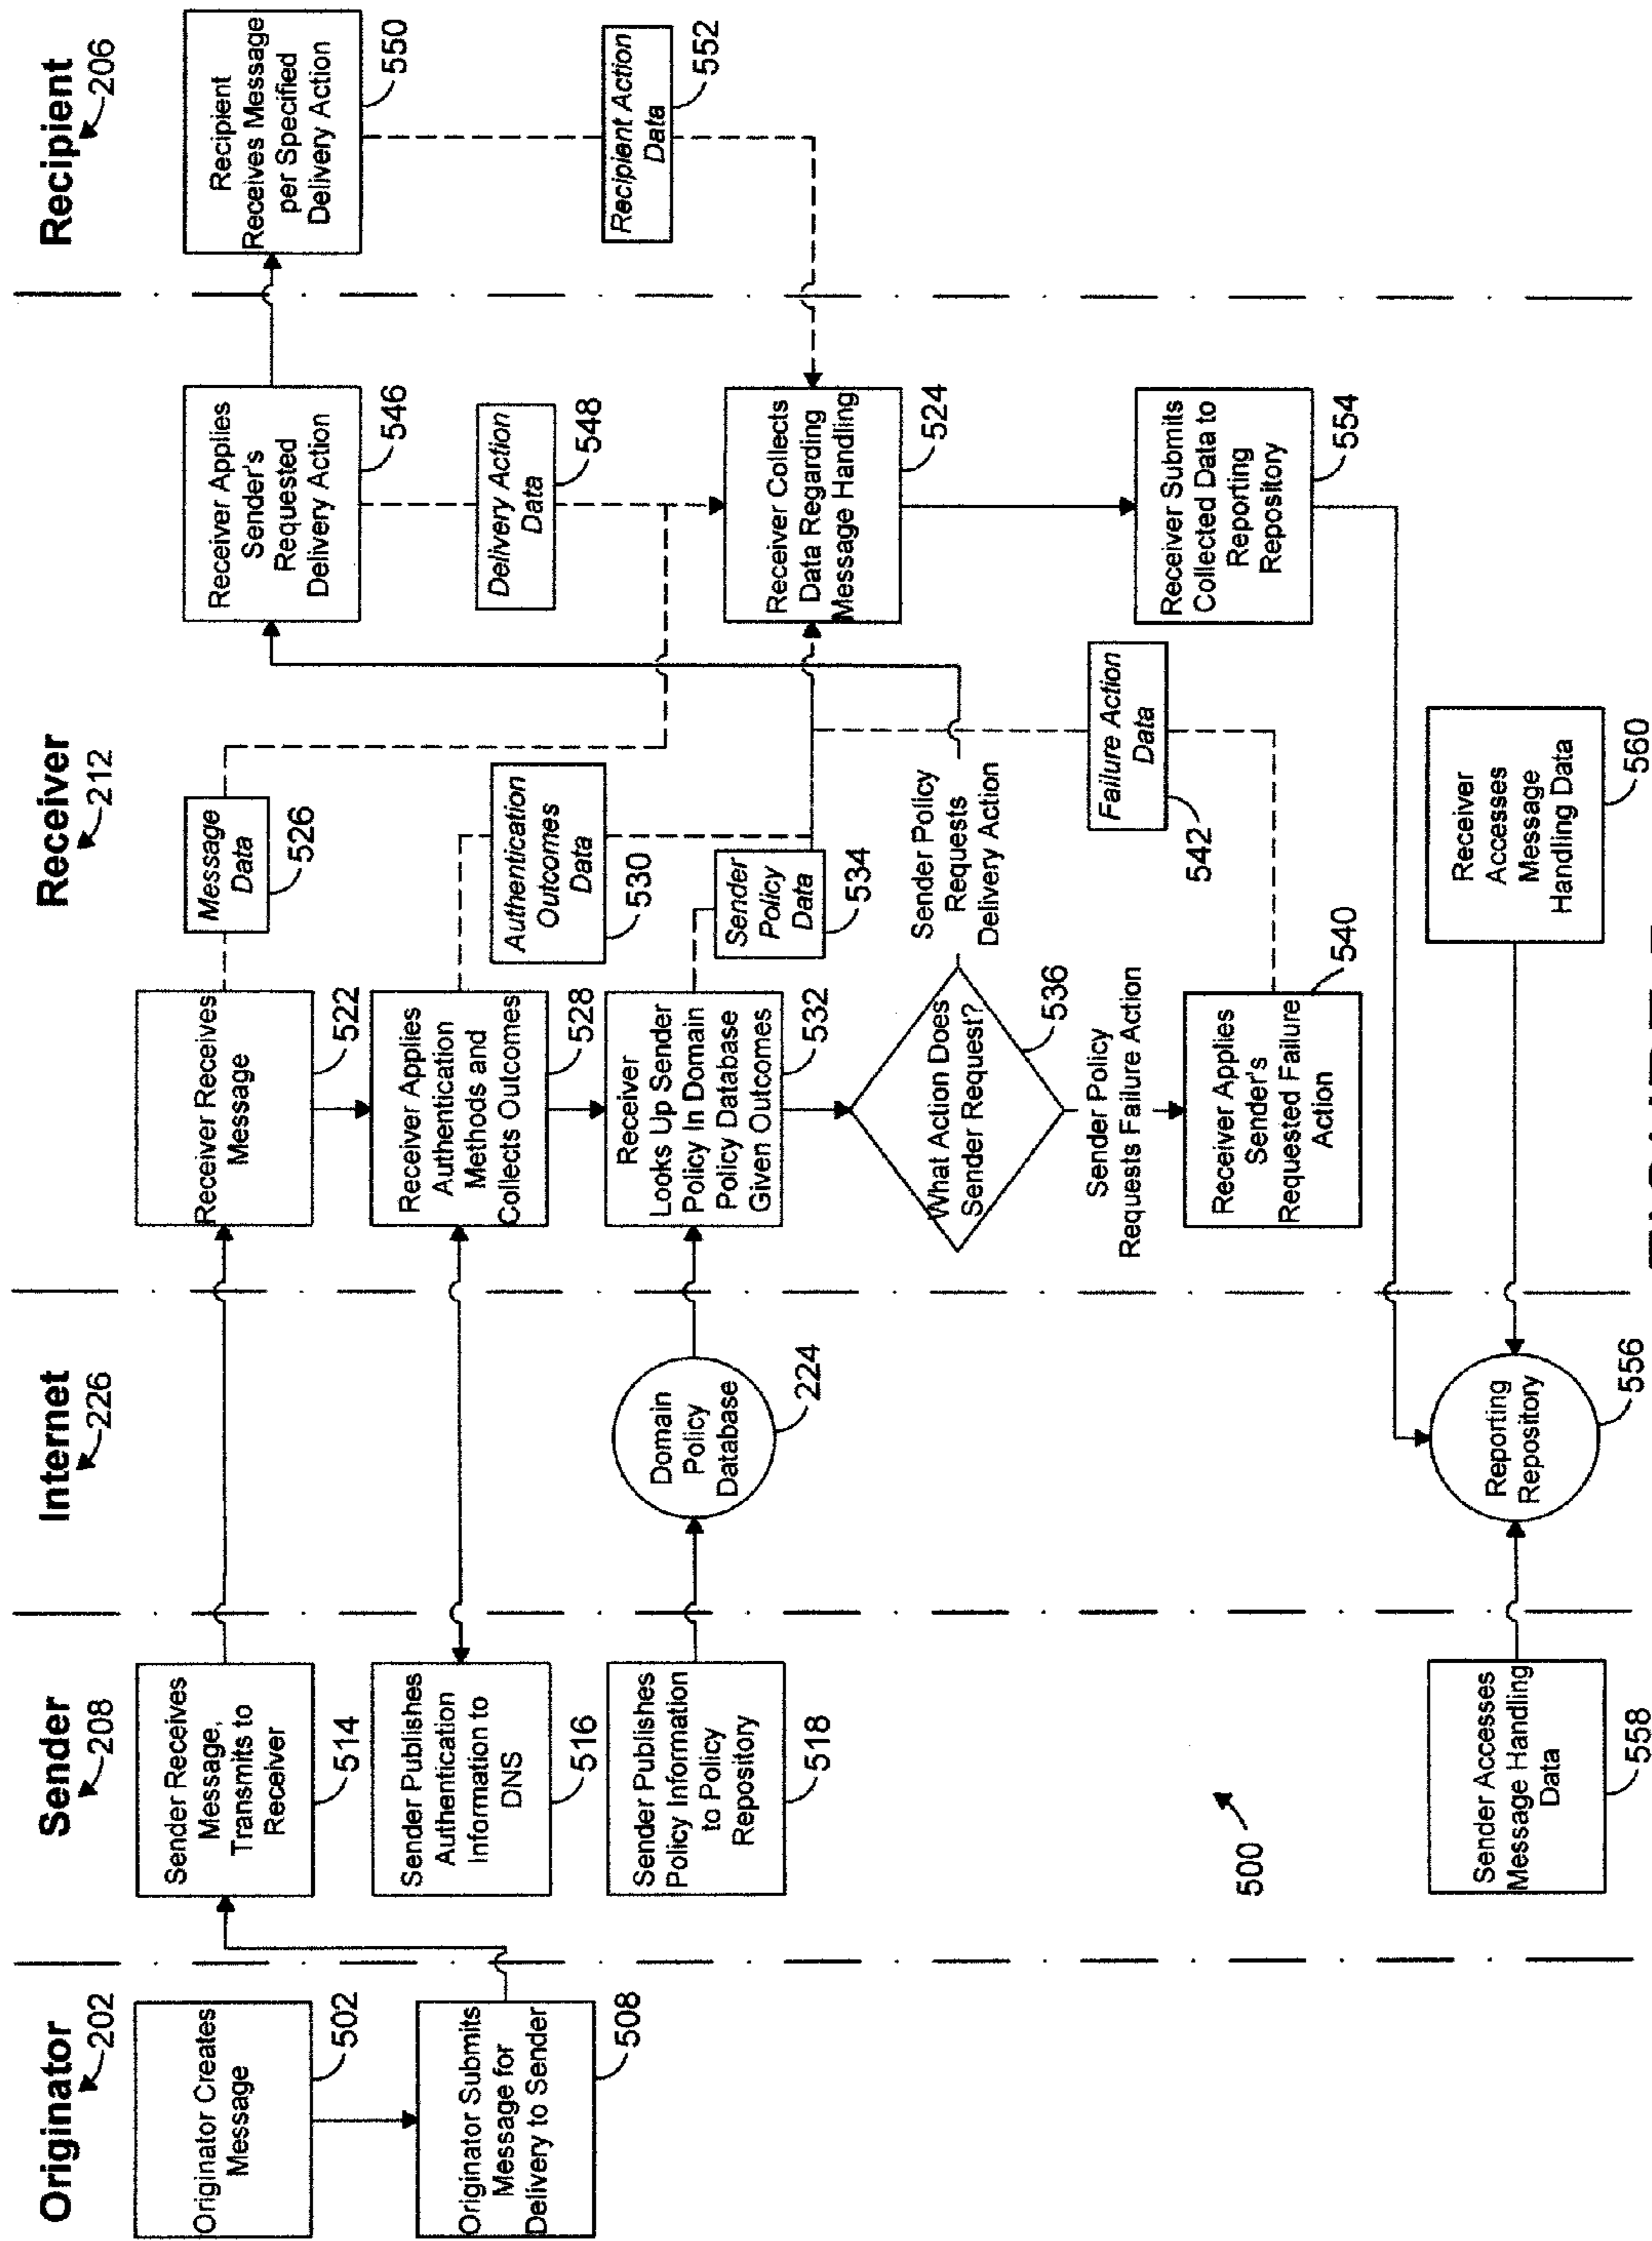 Originator
202
Sender
208
Internet
226
Receiver
212
Recipient
206
Originator Creates
Message
502
Originator Submits
Message for
Delivery to Sender
508
Sender Receives
Message,
Transmits to
Receiver
514
Sender Publishes
Authentication
Information to
DNS
516
Sender Publishes
Policy Information
to Policy
Repository
518
Domain
Policy
Database
224
Receiver Receives
Message
522
Message
Data
526
Receiver Applies
Authentication
Methods and
Collects Outcomes
528
Authentication
Outcomes
Data
530
Receiver
Looks Up Sender
Policy In Domain
Policy Database
Given Outcomes
532
Sender
Policy
Data
534
What Action Does
Sender Request?
536
Sender Policy
Requests
Delivery Action
Sender Policy
Requests Failure Action
Receiver Applies
Sender's
Requested Failure
Action
540
Failure Action
Data
542
Receiver Applies
Sender's
Requested
Delivery Action
546
Delivery Action
Data
548
Recipient
Receives Message
per Specified
Delivery Action
550
Recipient Action
Data
552
Receiver Collects
Data Regarding
Message Handling
524
Receiver Submits
Collected Data to
Reporting
Repository
554
500
Sender Accesses
Message Handling
Data
558
Reporting
Repository
556
Receiver
Accesses
Message
Handling Data
560